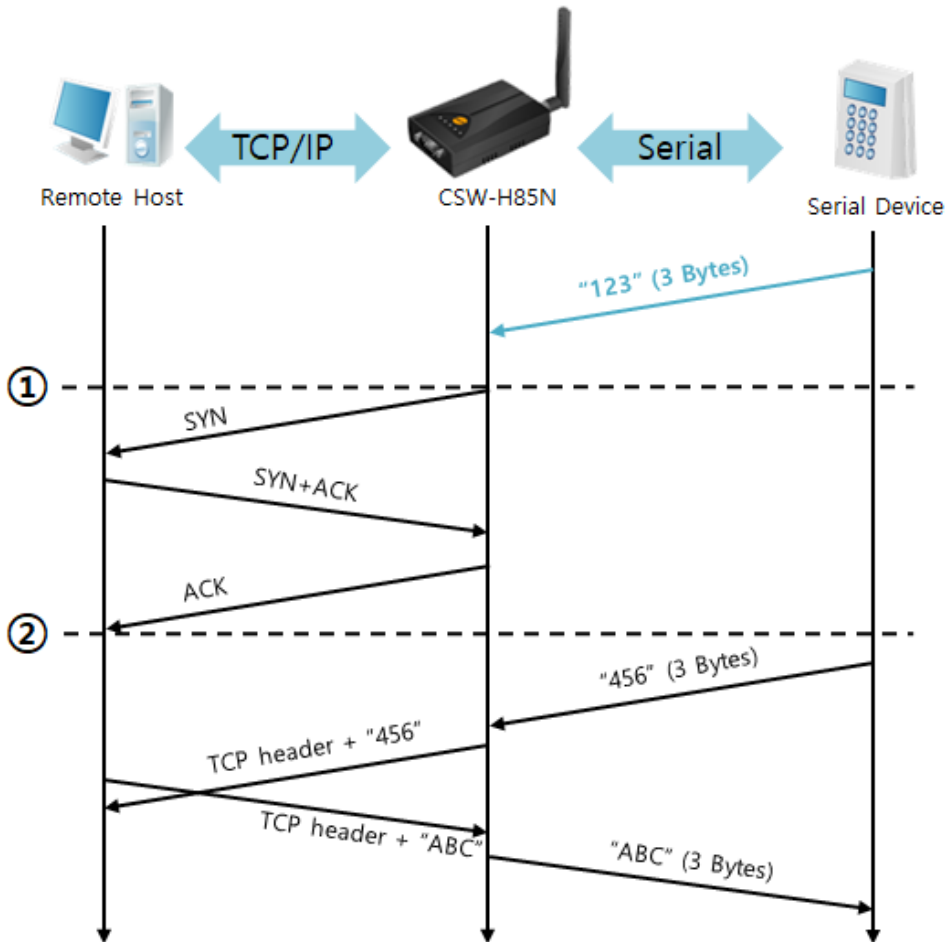 TCP/IP
Serial
Remote Host
CSW-H85N
Serial Device
“123” (3 Bytes)
①
SYN
SYN+ACK
ACK
②
“456” (3 Bytes)
TCP header + “456”
TCP header + “ABC”
“ABC” (3 Bytes)